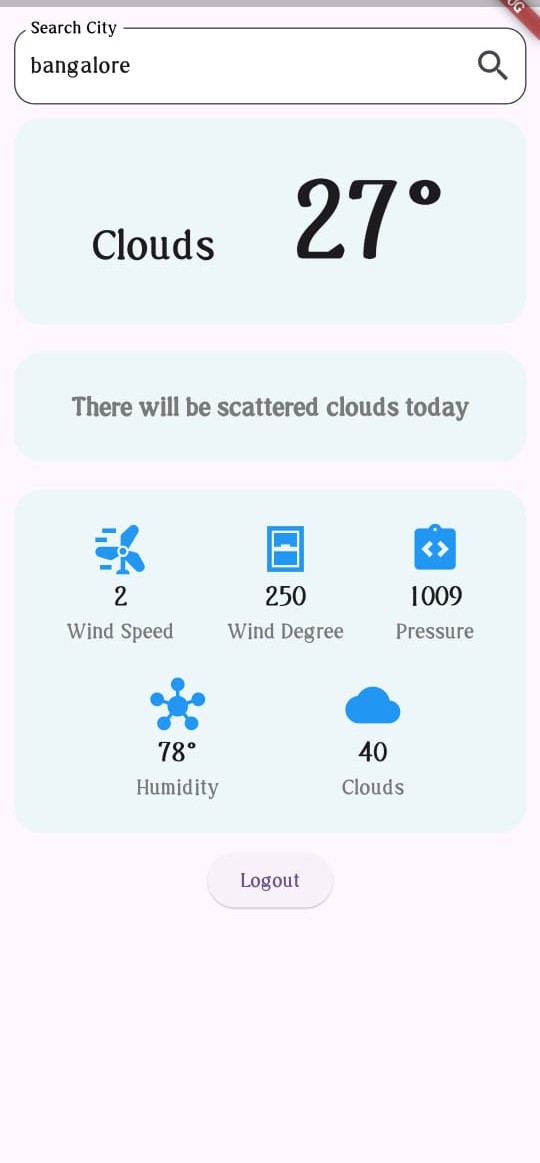 Search City
bangalore
Clouds 27°
There will be scattered clouds today
2 250 1009
Wind Speed Wind Degree Pressure
78° 40
Humidity Clouds
Logout